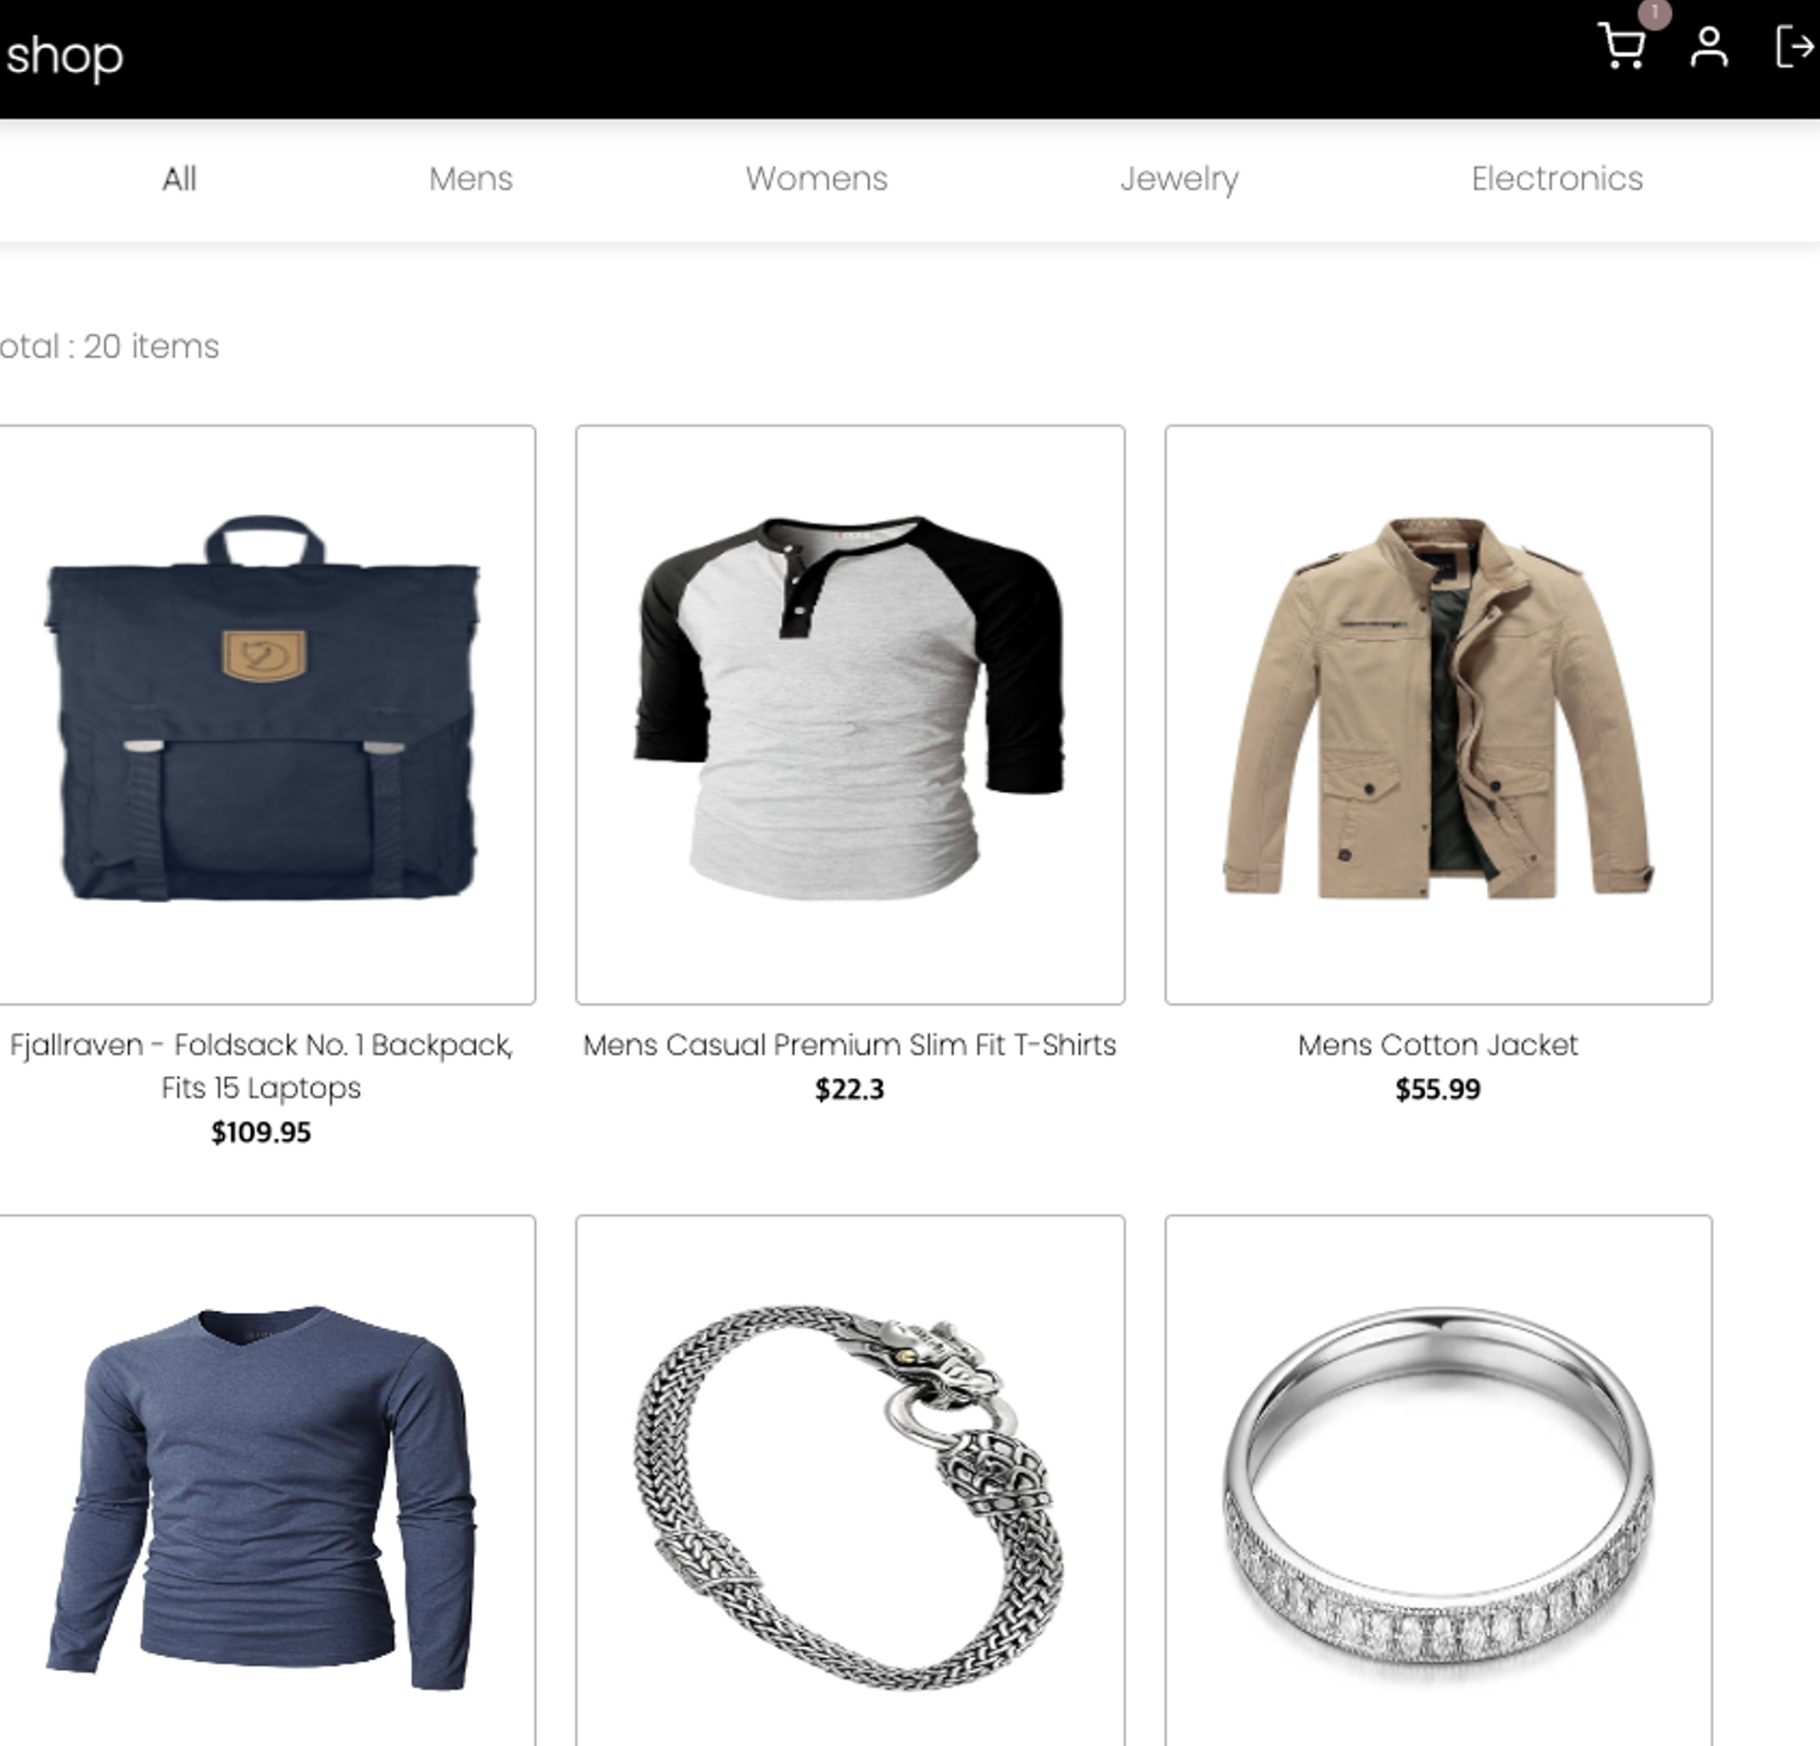 shop
1
All Mens Womens Jewelry Electronics
otal : 20 items
Fjallraven - Foldsack No. 1 Backpack,
Fits 15 Laptops
$109.95
Mens Casual Premium Slim Fit T-Shirts
$22.3
Mens Cotton Jacket
$55.99